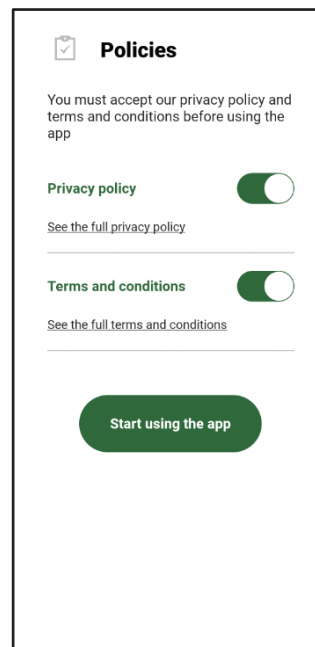 Policies
You must accept our privacy policy and
terms and conditions before using the
app
Privacy policy
See the full privacy policy
Terms and conditions
See the full terms and conditions
Start using the app